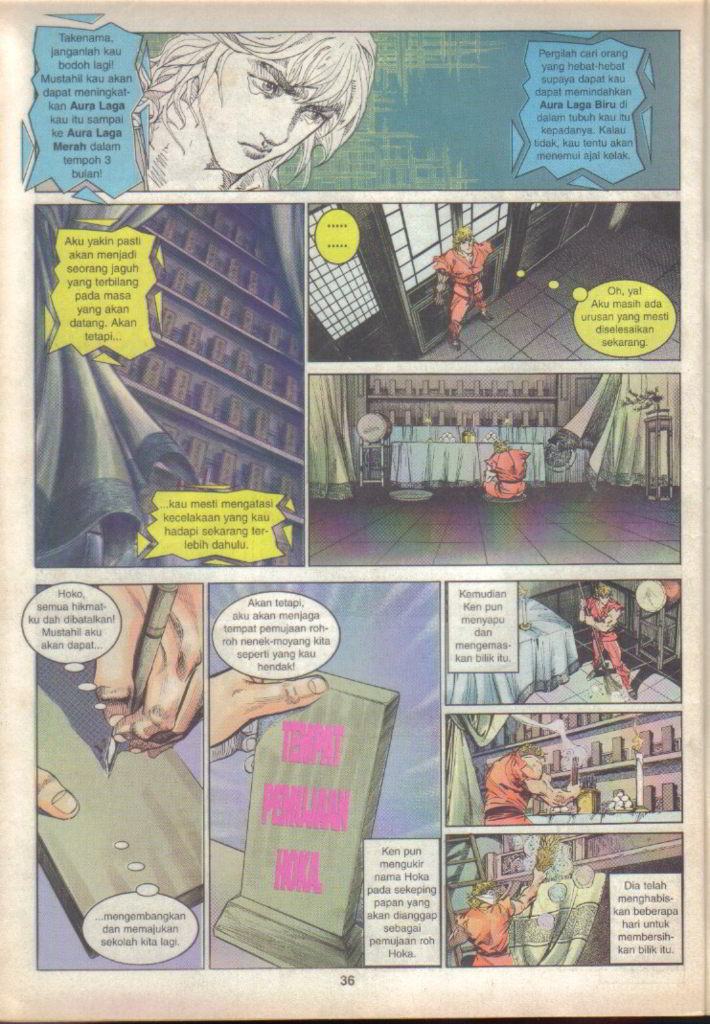 Takenama,
janganlah kau
bodoh lagi!
Mustahil kau akan
dapat meningkat-
kan Aura Laga
kau itu sampai
ke Aura Laga
Merah dalam
tempoh 3
bulan!
Pergilah cari orang
yang hebat-hebat
supaya dapat kau
dapat memindahkan
Aura Laga Biru di
dalam tubuh kau itu
kepadanya. Kalau
tidak, kau tentu akan
menemui ajal kelak.
Aku yakin pasti
akan menjadi
seorang jaguh
yang terbilang
pada masa
yang akan
datang. Akan
tetapi...
...kau mesti mengatasi
kecelakaan yang kau
hadapi sekarang ter-
lebih dahulu.
.....
.....
Oh, ya!
Aku masih ada
urusan yang mesti
diselesaikan
sekarang.
Hoko,
semua hikmat-
ku dah dibatalkan!
Mustahil aku
akan dapat...
...mengembangkan
dan memajukan
sekolah kita lagi.
Akan tetapi,
aku akan menjaga
tempat pemujaan roh-
roh nenek-moyang kita
seperti yang kau
hendak!
TEMPAT
PEMUJAAN
HOKA.
Ken pun
mengukir
nama Hoka
pada sekeping
papan yang
akan dianggap
sebagai
pemujaan roh
Hoka.
Kemudian
Ken pun
menyapu
dan
mengemas-
kan bilik itu.
Dia telah
menghabis-
kan beberapa
hari untuk
membersih-
kan bilik itu.
36